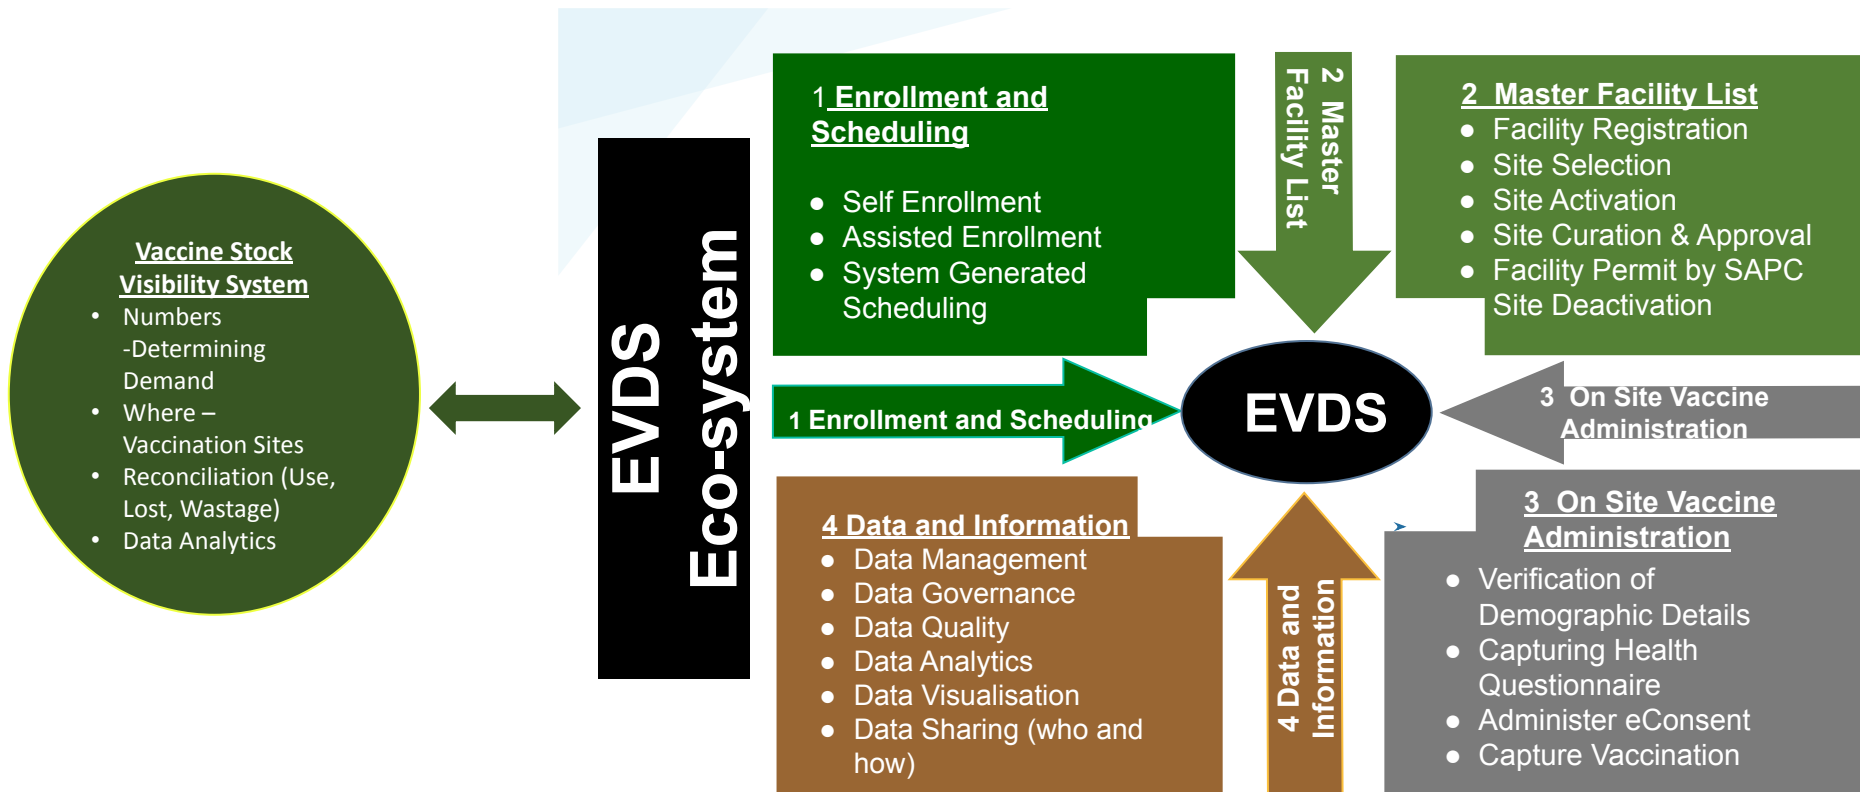 Vaccine Stock
Visibility System
• Numbers
-Determining
Demand
• Where –
Vaccination Sites
• Reconciliation (Use,
Lost, Wastage)
• Data Analytics
EVDS
Eco-system
1 Enrollment and
Scheduling
● Self Enrollment
● Assisted Enrollment
● System Generated
Scheduling
2 Master
Facility List
2 Master Facility List
● Facility Registration
● Site Selection
● Site Activation
● Site Curation & Approval
● Facility Permit by SAPC
Site Deactivation
1 Enrollment and Scheduling
EVDS
3 On Site Vaccine
Administration
4 Data and Information
● Data Management
● Data Governance
● Data Quality
● Data Analytics
● Data Visualisation
● Data Sharing (who and
how)
4 Data and
Information
3 On Site Vaccine
Administration
● Verification of
Demographic Details
● Capturing Health
Questionnaire
● Administer eConsent
● Capture Vaccination